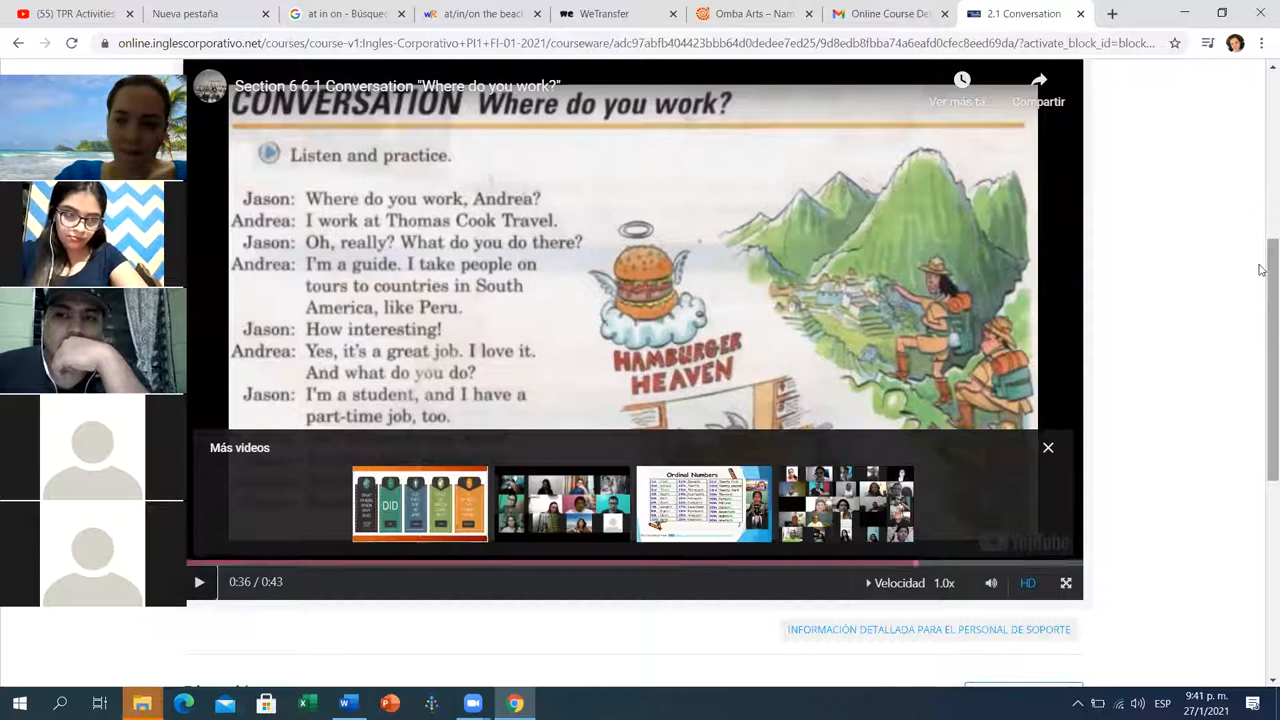 (55) TPR Activities
Nueva pestaña
at in on - Búsque
at/in/on the beac
WeTransfer
Omba Arts – Nam
Online Course De
2.1 Conversation
online.inglescorporativo.net/courses/course-v1:Ingles-Corporativo+PI1+FI-01-2021/courseware/adc97abfb404423bbb64d0dedee7ed25/9d8edb8fbba74a6eafd0cfec8eed69da/?activate_block_id=block...
Section 6 6.1 Conversation "Where do you work?"
Ver más ta...
Compartir
CONVERSATION Where do you work?
Listen and practice.
Jason: Where do you work, Andrea?
Andrea: I work at Thomas Cook Travel.
Jason: Oh, really? What do you do there?
Andrea: I'm a guide. I take people on
tours to countries in South
America, like Peru.
Jason: How interesting!
Andrea: Yes, it's a great job. I love it.
And what do you do?
Jason: I'm a student, and I have a
part-time job, too.
HAMBURGER
HEAVEN
Más videos
DID
Ordinal Numbers
YouTube
0:36 / 0:43
Velocidad 1.0x
HD
INFORMACIÓN DETALLADA PARA EL PERSONAL DE SOPORTE
ESP
9:41 p. m.
27/1/2021